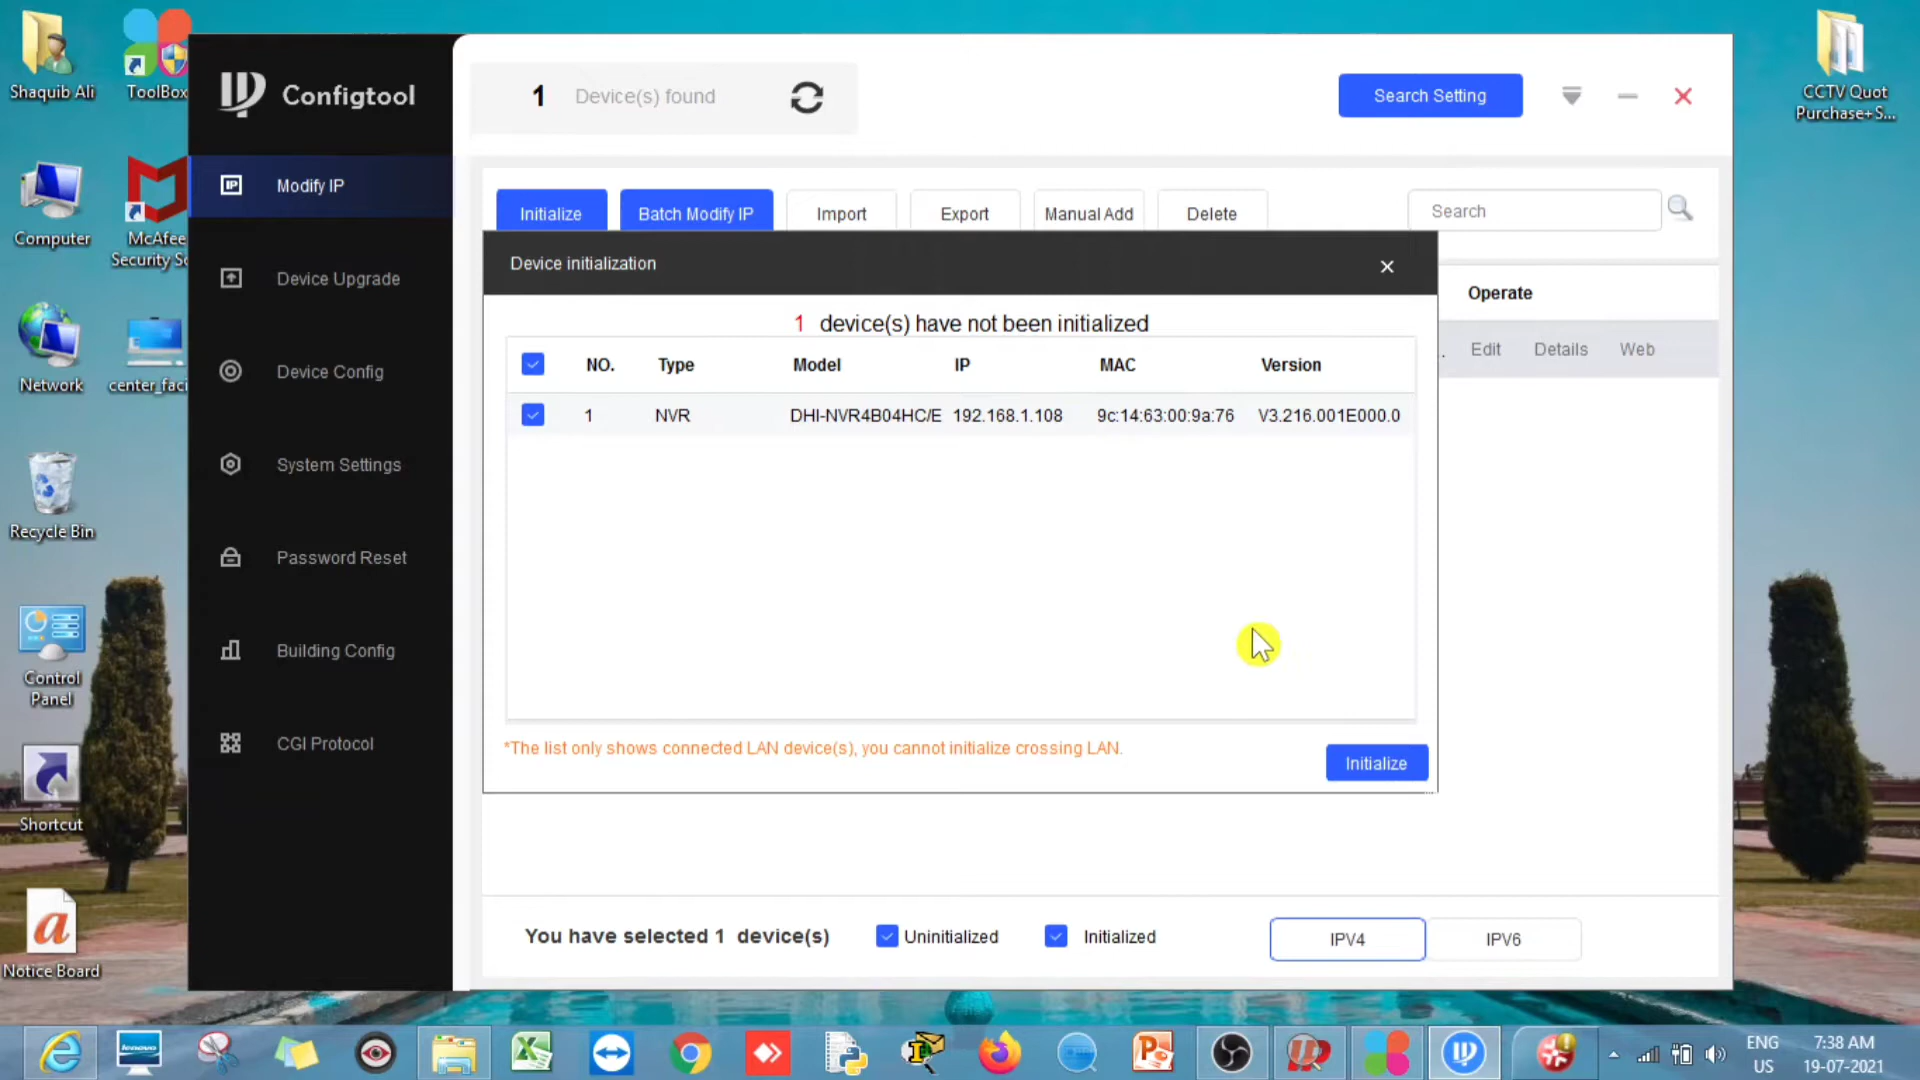 Shaquib Ali
ToolBox
Computer
McAfee
Security Sc
Network
center_faci
Recycle Bin
Control
Panel
Shortcut
Notice Board
CCTV Quot
Purchase+S...
Configtool
1 Device(s) found
Search Setting
IP Modify IP
Device Upgrade
Device Config
System Settings
Password Reset
Building Config
CGI Protocol
Initialize Batch Modify IP Import Export Manual Add Delete
Search
Operate
... Edit Details Web
Device initialization
1 device(s) have not been initialized
NO. Type Model IP MAC Version
1 NVR DHI-NVR4B04HC/E 192.168.1.108 9c:14:63:00:9a:76 V3.216.001E000.0
*The list only shows connected LAN device(s), you cannot initialize crossing LAN.
Initialize
You have selected 1 device(s) Uninitialized Initialized IPV4 IPV6
lenovo
ENG
US
7:38 AM
19-07-2021